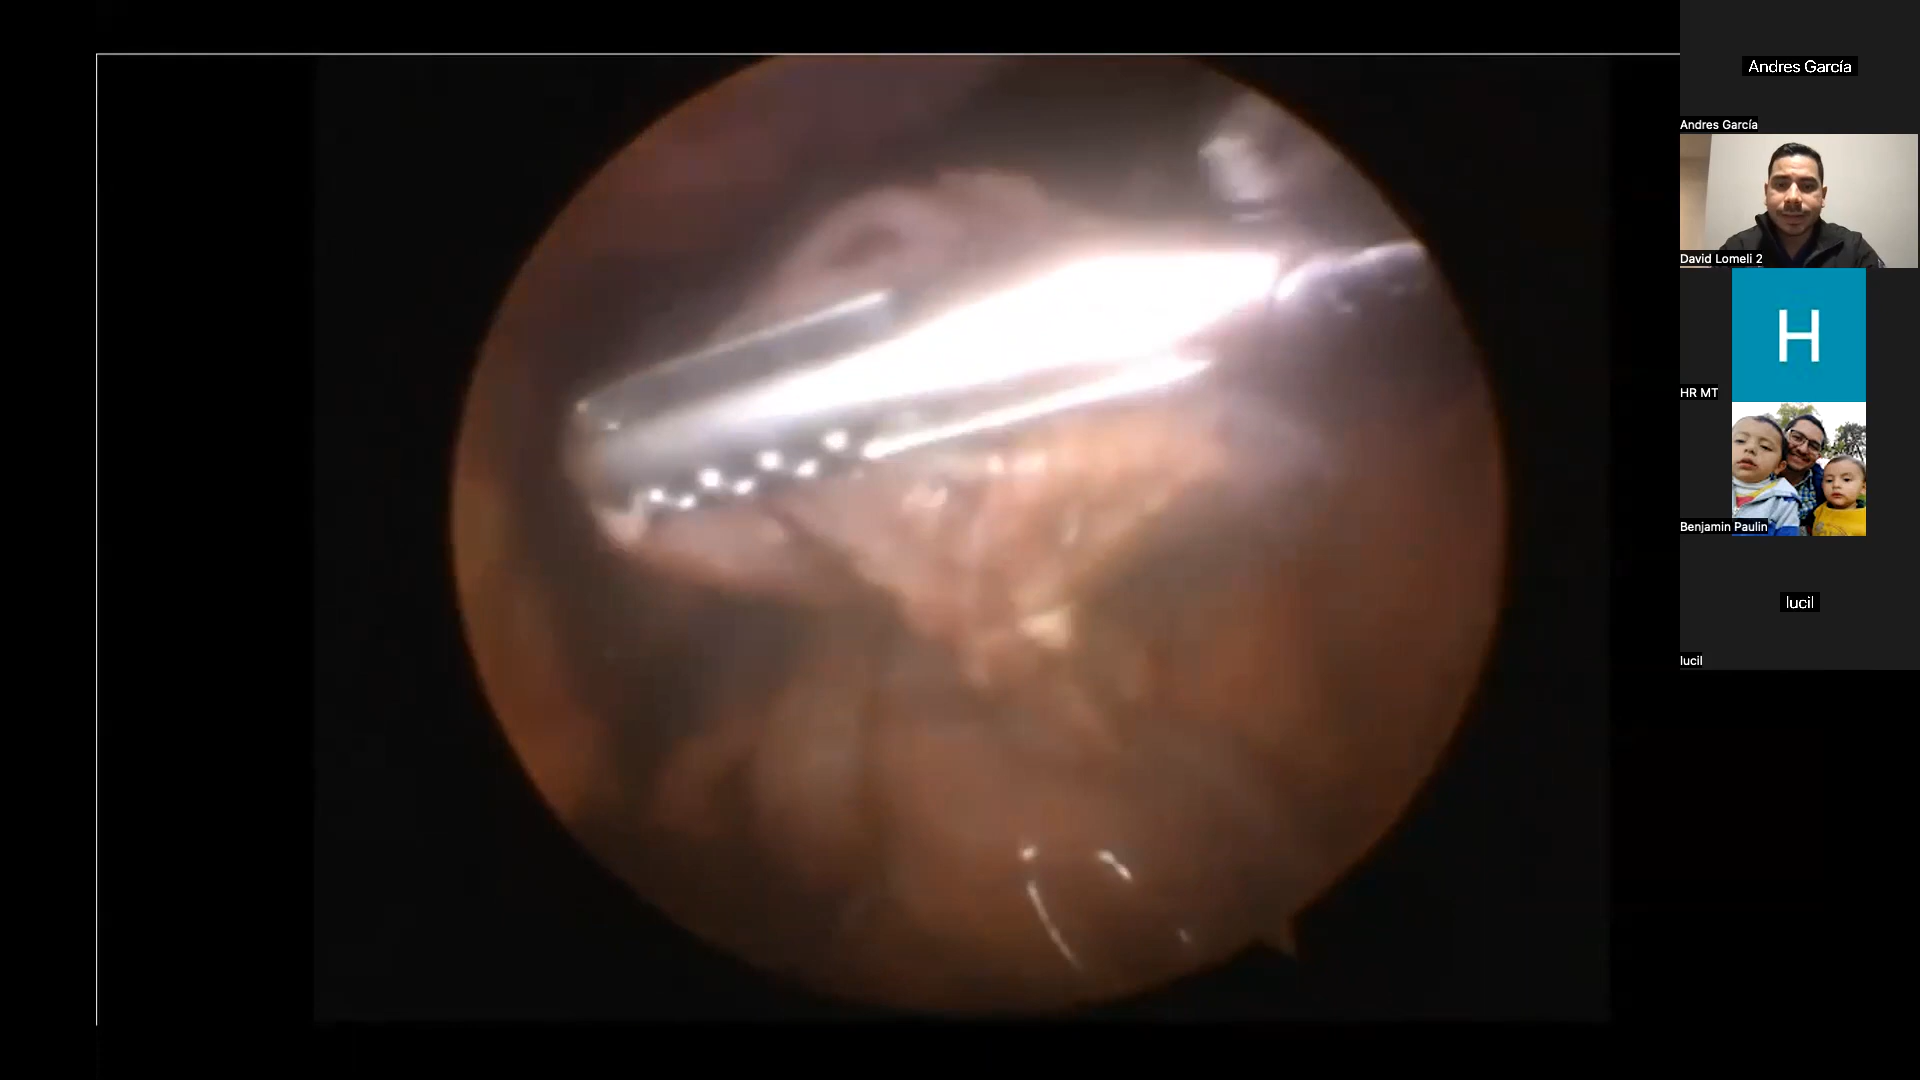 Andres García
Andres García
David Lomeli 2
H
HR MT
Benjamin Paulin
lucil
lucil